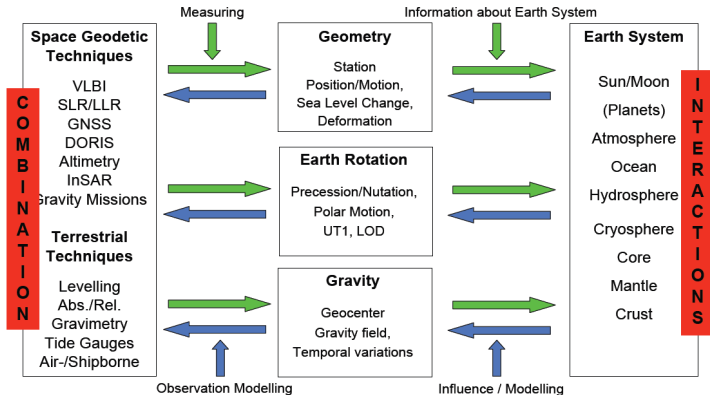 Measuring
Information about Earth System
Space Geodetic
Techniques
VLBI
SLR/LLR
GNSS
DORIS
Altimetry
InSAR
Gravity Missions
Terrestrial
Techniques
Levelling
Abs./Rel.
Gravimetry
Tide Gauges
Air-/Shipborne
COMBINATION
Geometry
Station
Position/Motion,
Sea Level Change,
Deformation
Earth Rotation
Precession/Nutation,
Polar Motion,
UT1, LOD
Gravity
Geocenter
Gravity field,
Temporal variations
Earth System
Sun/Moon
(Planets)
Atmosphere
Ocean
Hydrosphere
Cryosphere
Core
Mantle
Crust
INTERACTIONS
Observation Modelling
Influence / Modelling